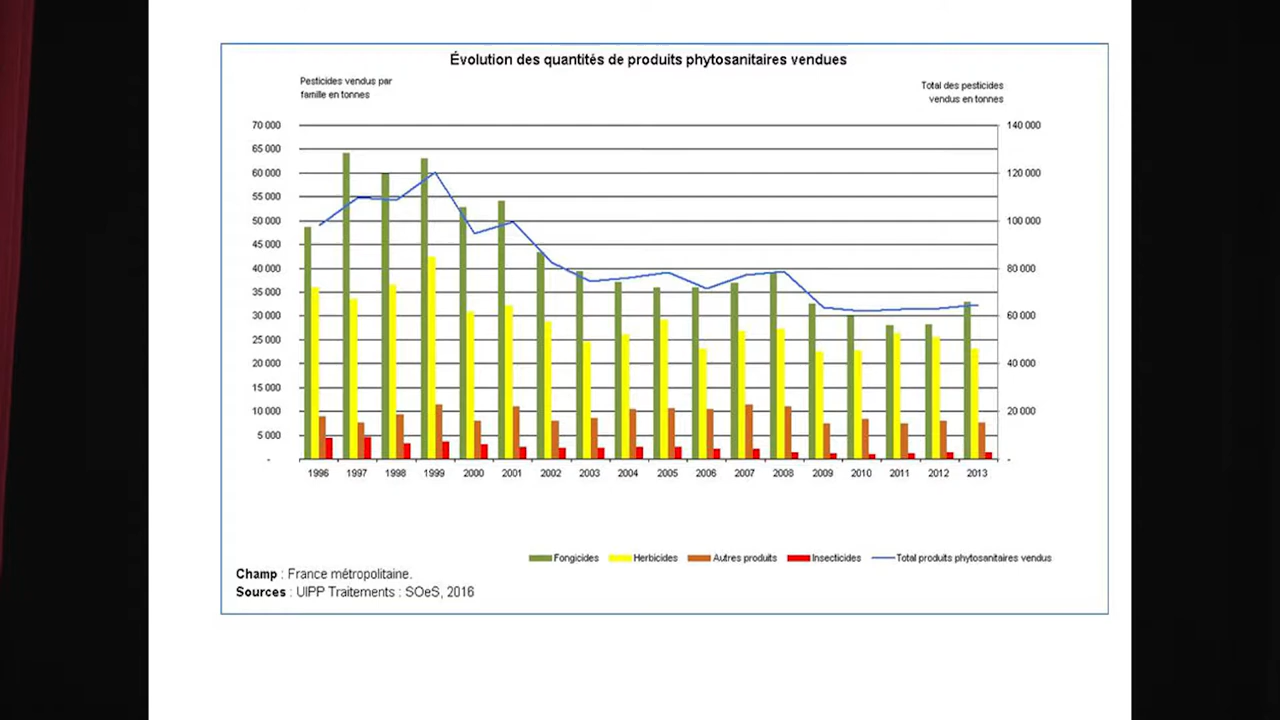 Évolution des quantités de produits phytosanitaires vendues
Pesticides vendus par
famille en tonnes
Total des pesticides
vendus en tonnes
70 000
65 000
60 000
55 000
50 000
45 000
40 000
35 000
30 000
25 000
20 000
15 000
10 000
5 000
-
140 000
120 000
100 000
80 000
60 000
40 000
20 000
-
1996 1997 1998 1999 2000 2001 2002 2003 2004 2005 2006 2007 2008 2009 2010 2011 2012 2013
Fongicides Herbicides Autres produits Insecticides Total produits phytosanitaires vendus
Champ : France métropolitaine.
Sources : UIPP Traitements : SOeS, 2016